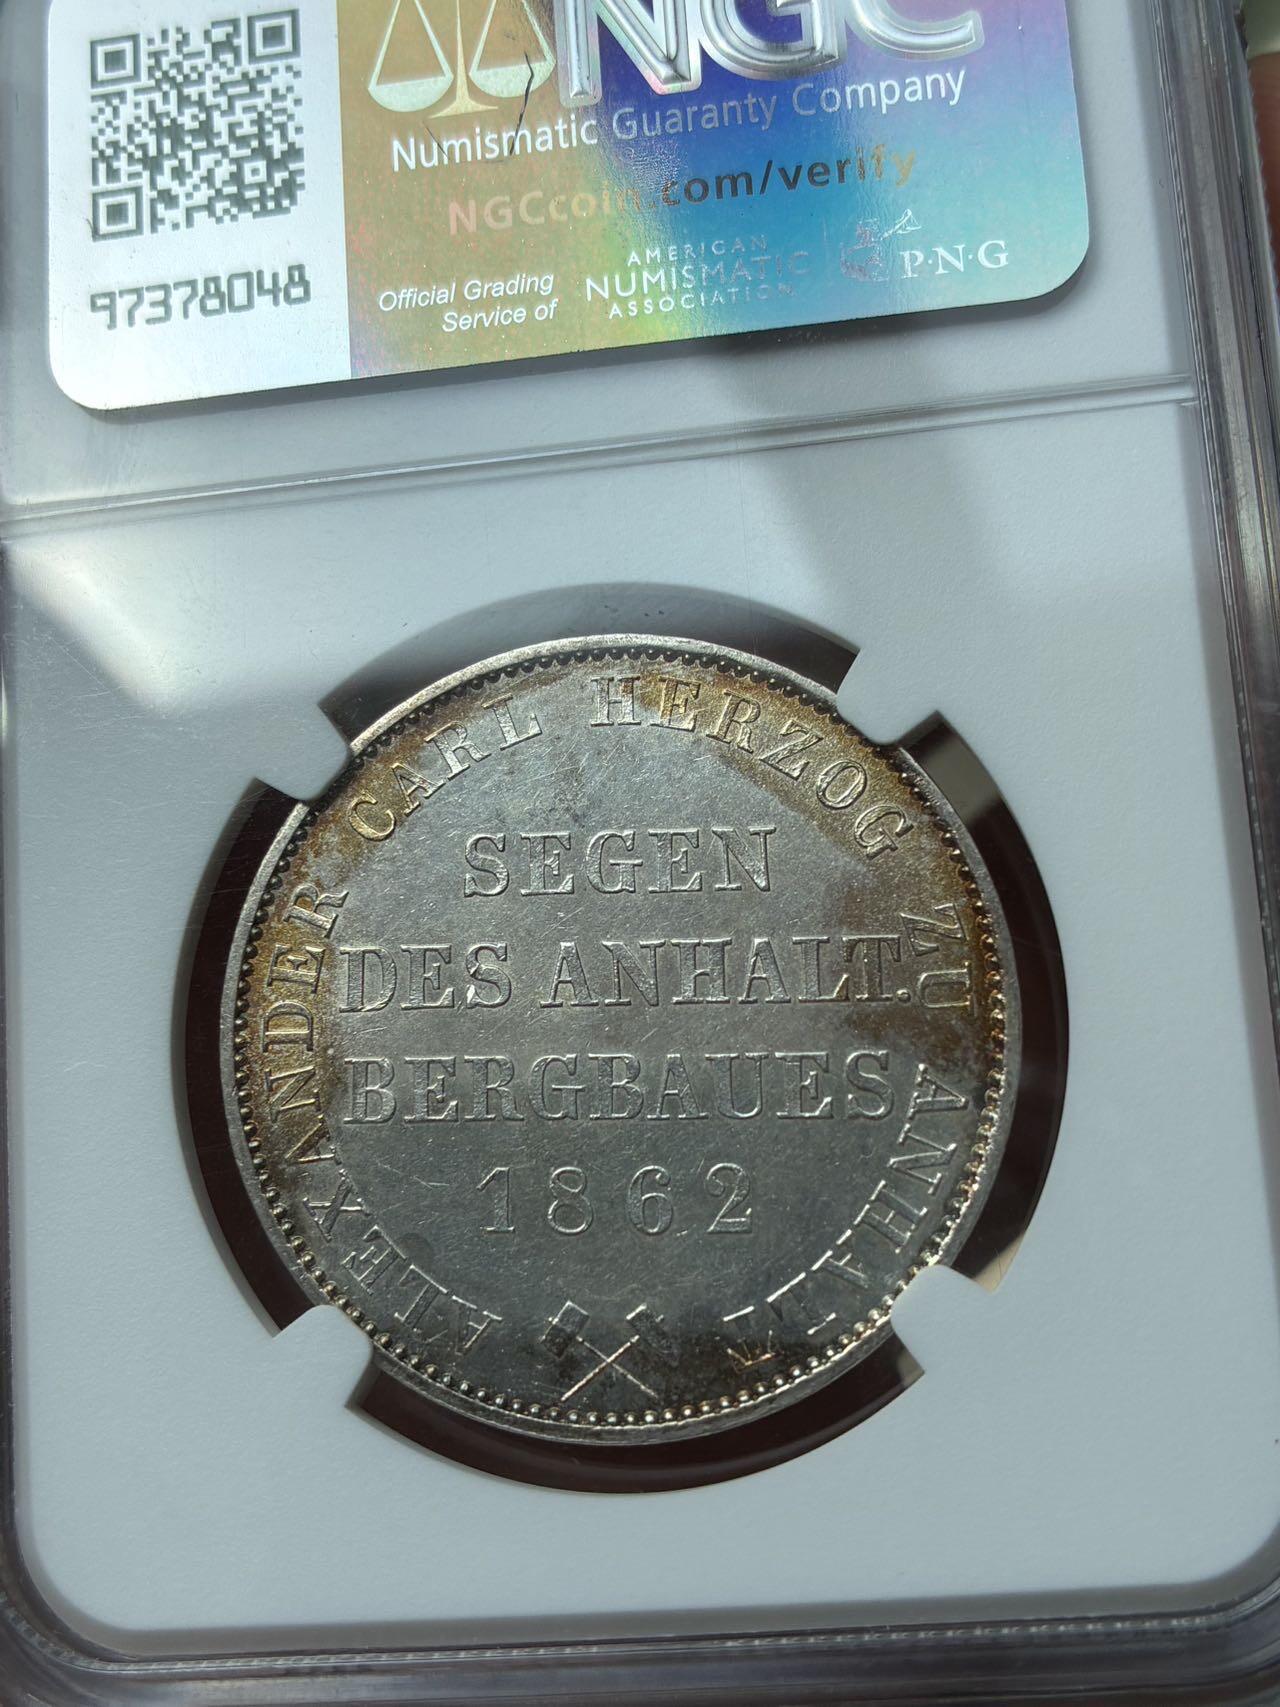 NGC
Numismatic Guaranty Company
NGCcoin.com/verify
97378048
Official Grading
Service of
AMERICAN
NUMISMATIC
ASSOCIATION
P·N·G
ALEXANDER CARL HERZOG ZU ANHALT
SEGEN
DES ANHALT.
BERGBAUES
1862